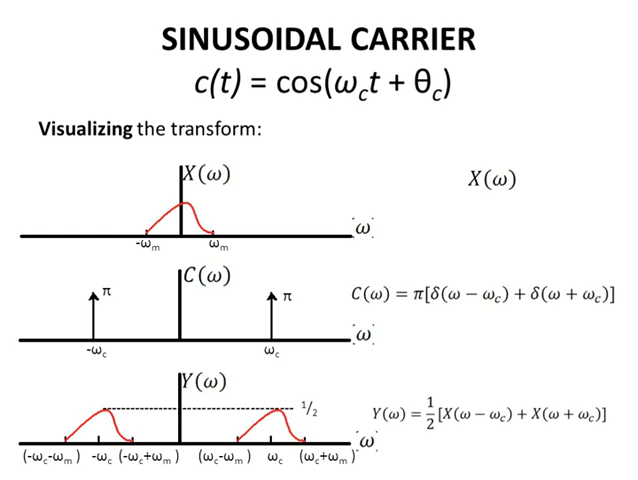 SINUSOIDAL CARRIER
c(t) = cos(ω_c t + θ_c)
Visualizing the transform:
X(ω)
X(ω)
ω
-ω_m
ω_m
C(ω)
π
π
C(ω) = π[δ(ω − ω_c) + δ(ω + ω_c)]
ω
-ω_c
ω_c
Y(ω)
1/2
Y(ω) = 1/2 [X(ω − ω_c) + X(ω + ω_c)]
ω
(-ω_c-ω_m ) -ω_c (-ω_c+ω_m ) (ω_c-ω_m ) ω_c (ω_c+ω_m )